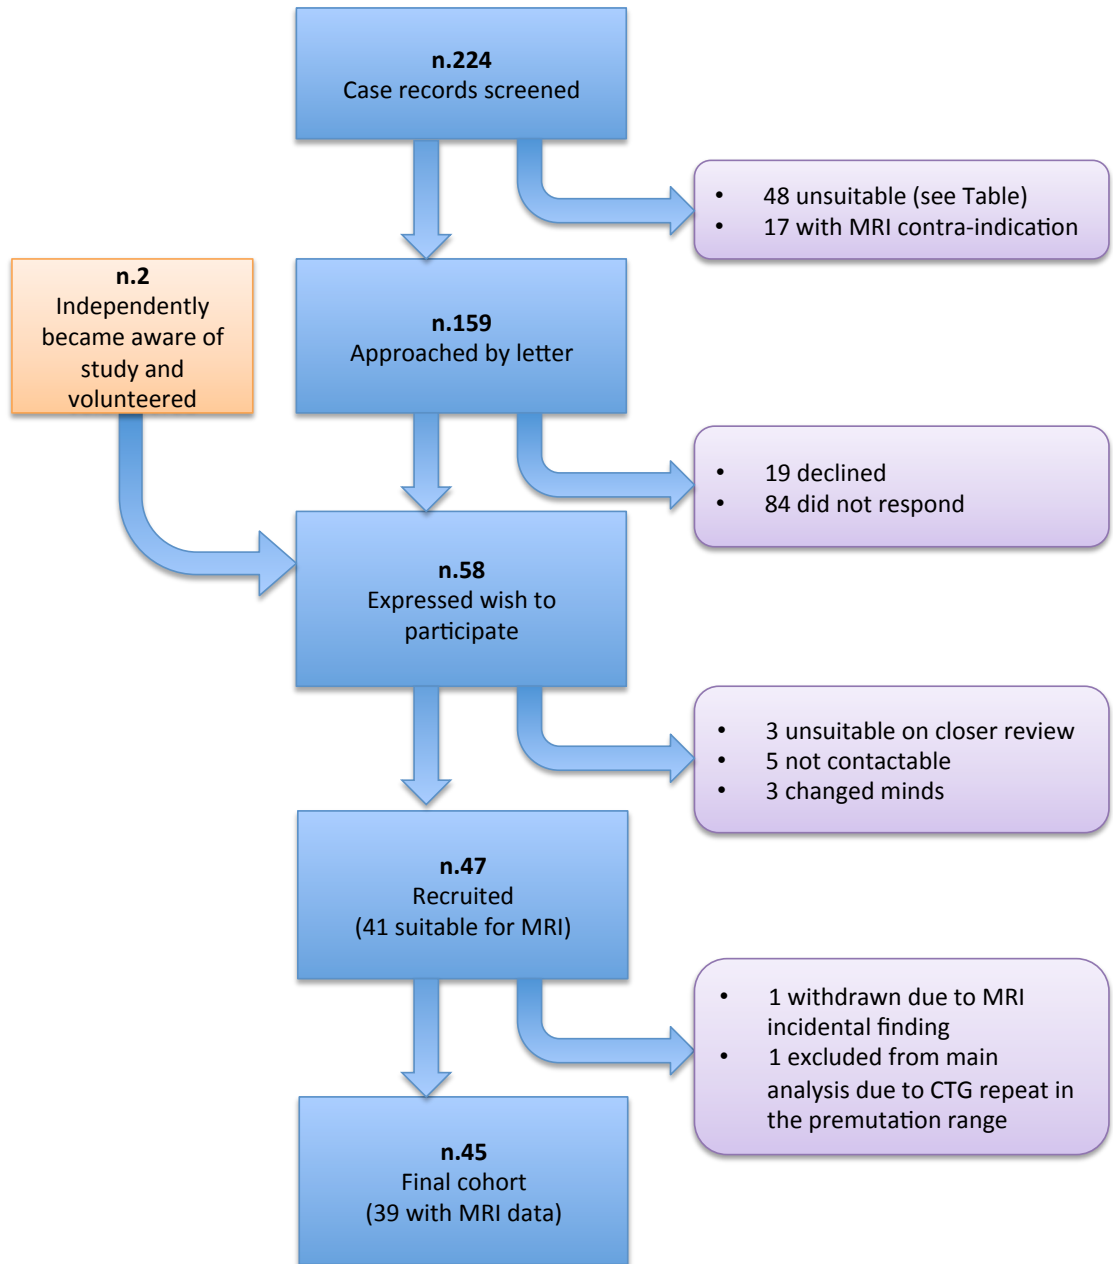 n.224
Case records screened
• 48 unsuitable (see Table)
• 17 with MRI contra-indication
n.2
Independently
became aware of
study and
volunteered
n.159
Approached by letter
• 19 declined
• 84 did not respond
n.58
Expressed wish to
participate
• 3 unsuitable on closer review
• 5 not contactable
• 3 changed minds
n.47
Recruited
(41 suitable for MRI)
• 1 withdrawn due to MRI
incidental finding
• 1 excluded from main
analysis due to CTG repeat in
the premutation range
n.45
Final cohort
(39 with MRI data)